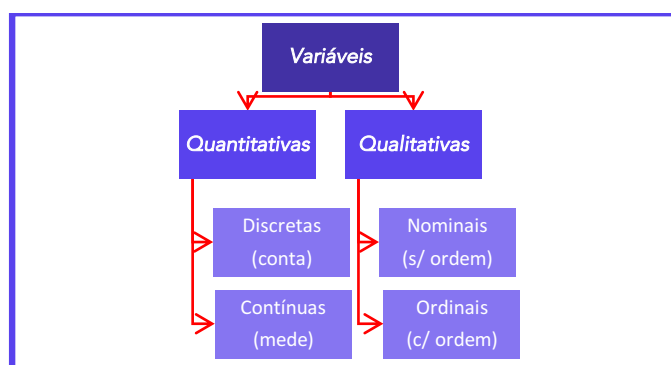 Variáveis
Quantitativas
Qualitativas
Discretas
(conta)
Nominais
(s/ ordem)
Contínuas
(mede)
Ordinais
(c/ ordem)